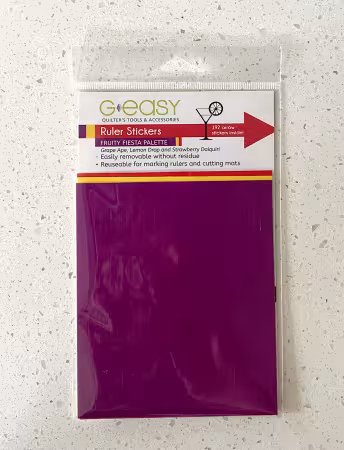 G-easy
QUILTER'S TOOLS & ACCESSORIES
Ruler Stickers
192 arrow
stickers inside!
FRUITY FIESTA PALETTE
Grape Ape, Lemon Drop and Strawberry Daiquiri
- Easily removable without residue
• Reuseable for marking rulers and cutting mats